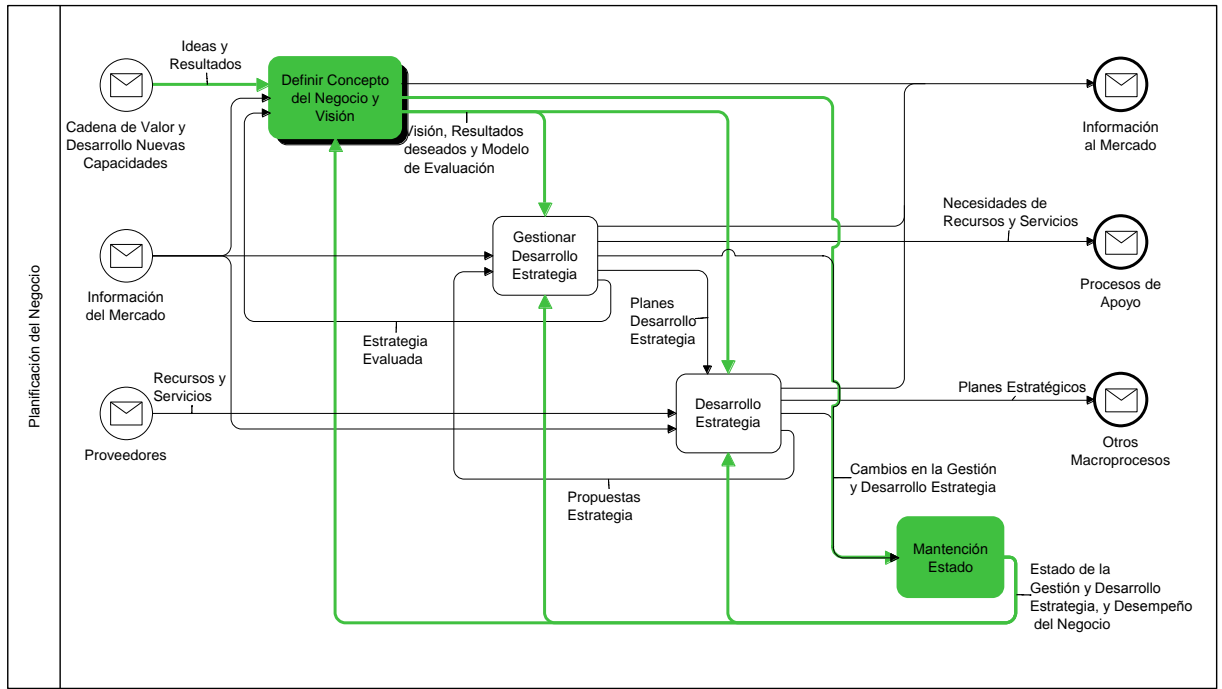 Planificación del Negocio
Ideas y
Resultados
Cadena de Valor y
Desarrollo Nuevas
Capacidades
Definir Concepto
del Negocio y
Visión
Visión, Resultados
deseados y Modelo
de Evaluación
Información
al Mercado
Información
del Mercado
Gestionar
Desarrollo
Estrategia
Necesidades de
Recursos y Servicios
Procesos de
Apoyo
Estrategia
Evaluada
Planes
Desarrollo
Estrategia
Recursos y
Servicios
Proveedores
Desarrollo
Estrategia
Planes Estratégicos
Otros
Macroprocesos
Propuestas
Estrategia
Cambios en la Gestión
y Desarrollo Estrategia
Mantención
Estado
Estado de la
Gestión y Desarrollo
Estrategia, y Desempeño
del Negocio